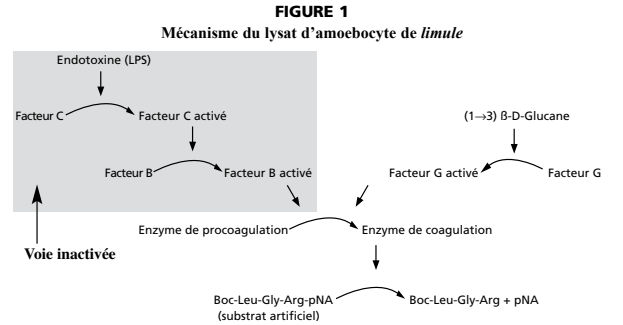 FIGURE 1
Mécanisme du lysat d’amoebocyte de limule
Endotoxine (LPS)
Facteur C Facteur C activé (1→3) ß-D-Glucane
Facteur B Facteur B activé Facteur G activé Facteur G
Enzyme de procoagulation Enzyme de coagulation
Voie inactivée
Boc-Leu-Gly-Arg-pNA Boc-Leu-Gly-Arg + pNA
(substrat artificiel)